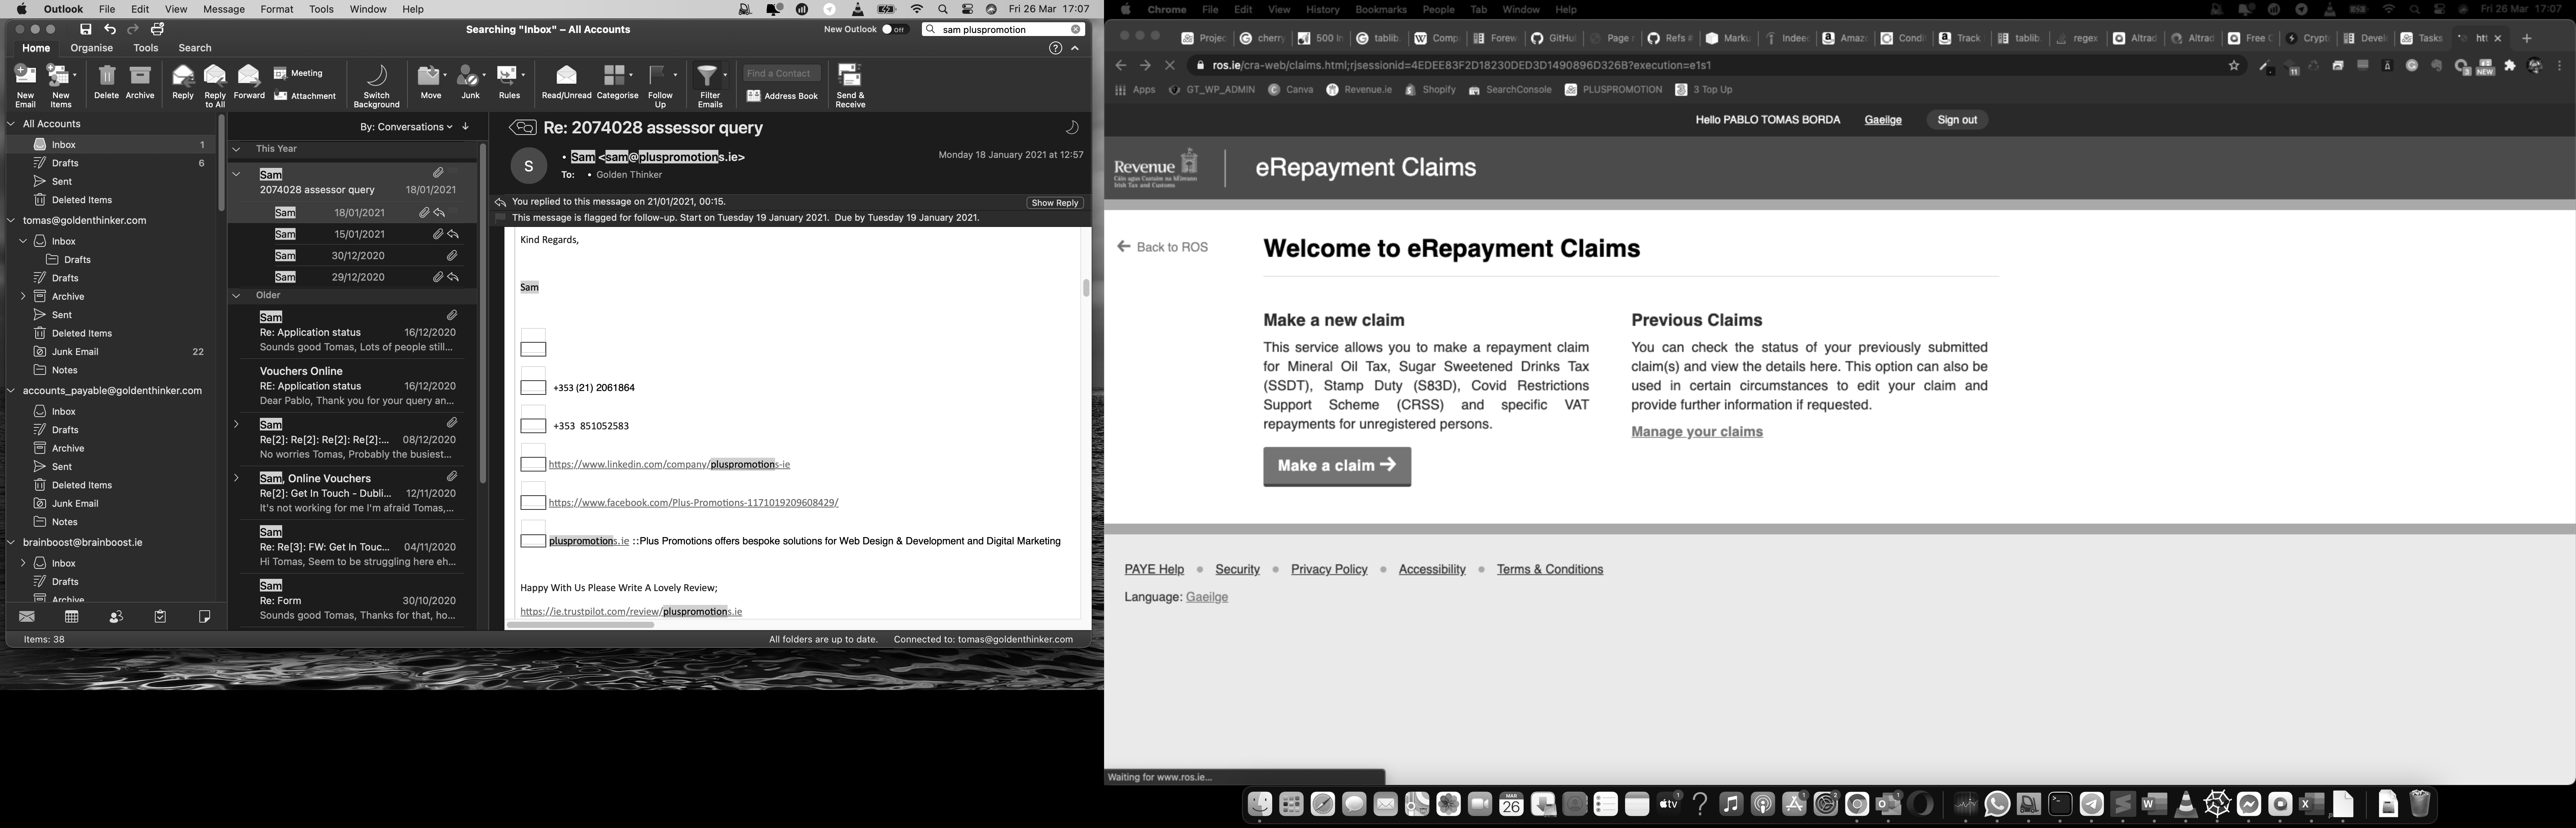 Outlook File Edit View Message Format Tools Window Help
Fri 26 Mar 17:07
Searching "Inbox" – All Accounts
New Outlook Off
sam pluspromotion
Home Organise Tools Search
New Email
New Items
Delete
Archive
Reply
Reply to All
Forward
Meeting
Attachment
Switch Background
Move
Junk
Rules
Read/Unread
Categorise
Follow Up
Filter Emails
Find a Contact
Address Book
Send & Receive
All Accounts
Inbox 1
Drafts 6
Sent
Deleted Items
tomas@goldenthinker.com
Inbox
Drafts
Drafts
Archive
Sent
Deleted Items
Junk Email 22
Notes
accounts_payable@goldenthinker.com
Inbox
Drafts
Archive
Sent
Deleted Items
Junk Email
Notes
brainboost@brainboost.ie
Inbox
Drafts
Archive
Items: 38
By: Conversations
This Year
Sam
2074028 assessor query 18/01/2021
Sam 18/01/2021
Sam 15/01/2021
Sam 30/12/2020
Sam 29/12/2020
Older
Sam
Re: Application status 16/12/2020
Sounds good Tomas, Lots of people still...
Vouchers Online
RE: Application status 16/12/2020
Dear Pablo, Thank you for your query an...
Sam
Re[2]: Re[2]: Re[2]: Re[2]:... 08/12/2020
No worries Tomas, Probably the busiest...
Sam, Online Vouchers
Re[2]: Get In Touch - Dubli... 12/11/2020
It's not working for me I'm afraid Tomas,...
Sam
Re: Re[3]: FW: Get In Touc... 04/11/2020
Hi Tomas, Seem to be struggling here eh...
Sam
Re: Form 30/10/2020
Sounds good Tomas, Thanks for that, ho...
Re: 2074028 assessor query
S
Sam <sam@pluspromotions.ie>
To: Golden Thinker
Monday 18 January 2021 at 12:57
You replied to this message on 21/01/2021, 00:15.
Show Reply
This message is flagged for follow-up. Start on Tuesday 19 January 2021. Due by Tuesday 19 January 2021.
Kind Regards,
Sam
+353 (21) 2061864
+353 851052583
https://www.linkedin.com/company/pluspromotions-ie
https://www.facebook.com/Plus-Promotions-1171019209608429/
pluspromotions.ie ::Plus Promotions offers bespoke solutions for Web Design & Development and Digital Marketing
Happy With Us Please Write A Lovely Review;
https://ie.trustpilot.com/review/pluspromotions.ie
All folders are up to date. Connected to: tomas@goldenthinker.com
Chrome File Edit View History Bookmarks People Tab Window Help
Fri 26 Mar 17:07
Projec cherry 500 In tablib. Comp Forew GitHu Page Refs # Marku Indeed Amaz Condi Track tablib. regex Altrad Altrad Free C Crypt Devel Tasks htt
ros.ie/cra-web/claims.html;rjsessionid=4EDEE83F2D18230DED3D1490896D326B?execution=e1s1
Apps GT_WP_ADMIN Canva Revenue.ie Shopify SearchConsole PLUSPROMOTION 3 Top Up
Hello PABLO TOMAS BORDA Gaeilge Sign out
Revenue
Cáin agus Custaim na hÉireann
Irish Tax and Customs
eRepayment Claims
Back to ROS
Welcome to eRepayment Claims
Make a new claim
This service allows you to make a repayment claim
for Mineral Oil Tax, Sugar Sweetened Drinks Tax
(SSDT), Stamp Duty (S83D), Covid Restrictions
Support Scheme (CRSS) and specific VAT
repayments for unregistered persons.
Make a claim
Previous Claims
You can check the status of your previously submitted
claim(s) and view the details here. This option can also be
used in certain circumstances to edit your claim and
provide further information if requested.
Manage your claims
PAYE Help Security Privacy Policy Accessibility Terms & Conditions
Language: Gaeilge
Waiting for www.ros.ie...
MAR
26
tv